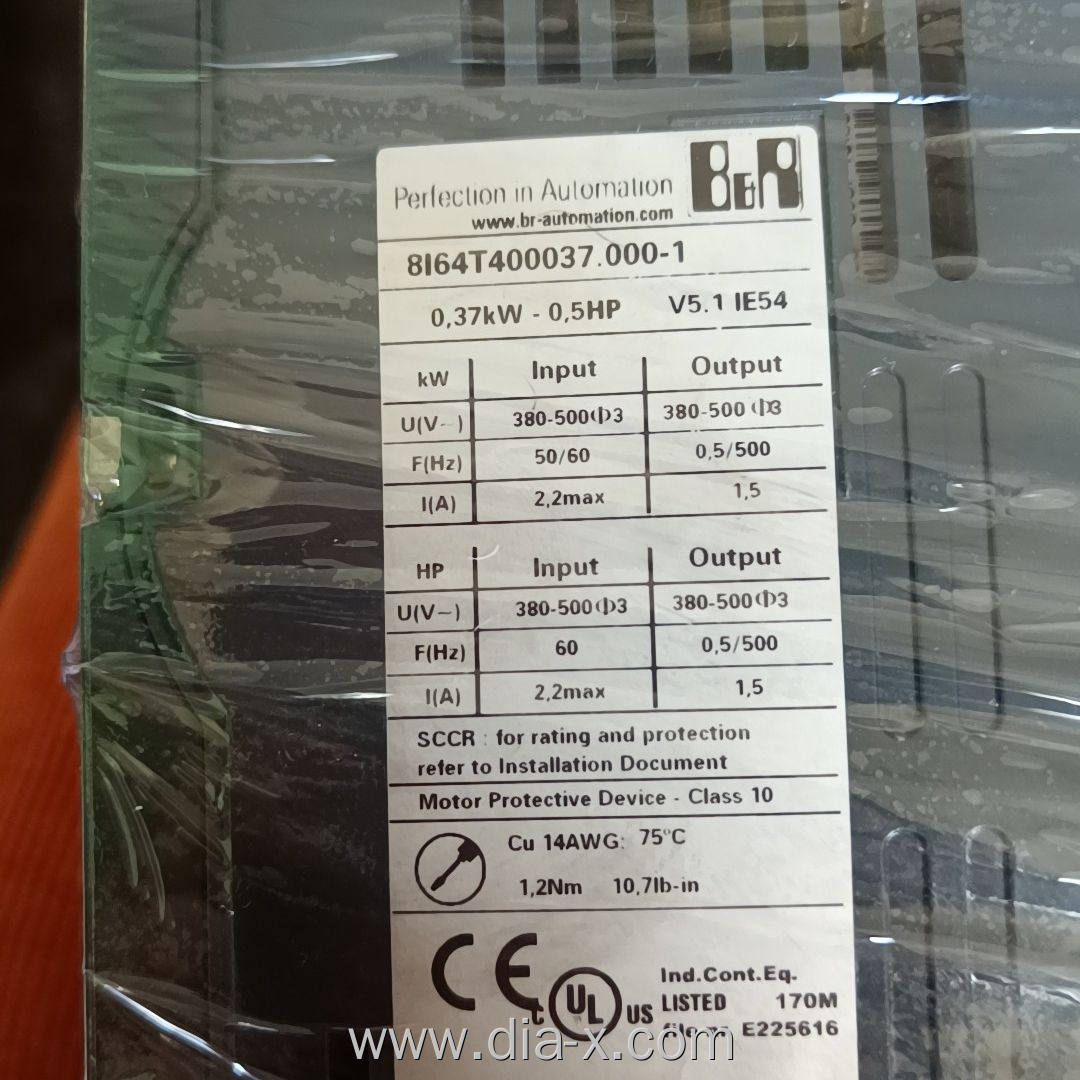 Perfection in Automation B&R
www.br-automation.com
8I64T400037.000-1
0,37kW - 0,5HP V5.1 IE54
kW Input Output
U(V~) 380-500Φ3 380-500Φ3
F(Hz) 50/60 0,5/500
I(A) 2,2max 1,5
HP Input Output
U(V~) 380-500Φ3 380-500Φ3
F(Hz) 60 0,5/500
I(A) 2,2max 1,5
SCCR : for rating and protection
refer to Installation Document
Motor Protective Device - Class 10
Cu 14AWG: 75°C
1,2Nm 10,7lb-in
CE
c UL US
Ind.Cont.Eq.
LISTED 170M
E225616
www.dia-x.com